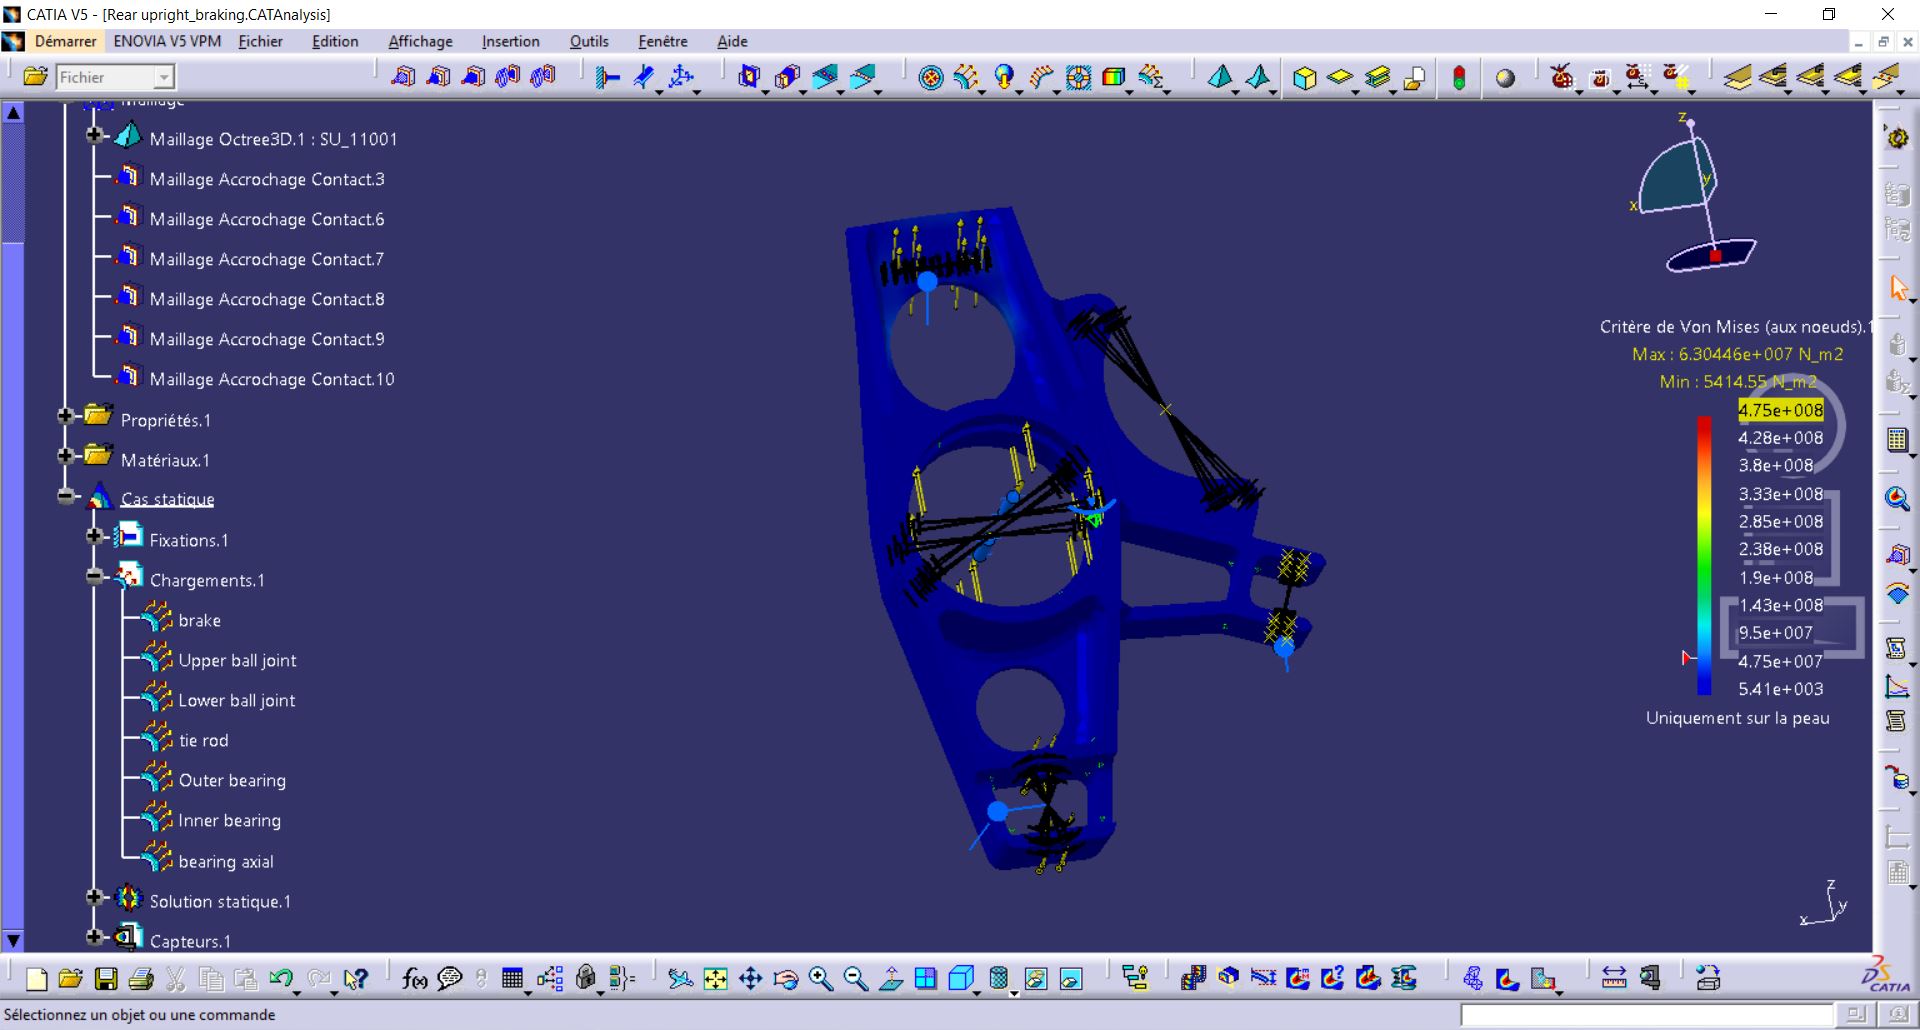 CATIA V5 - [Rear upright_braking.CATAnalysis]
Démarrer ENOVIA V5 VPM Fichier Edition Affichage Insertion Outils Fenêtre Aide
Fichier
Maillage
Maillage Octree3D.1 : SU_11001
Maillage Accrochage Contact.3
Maillage Accrochage Contact.6
Maillage Accrochage Contact.7
Maillage Accrochage Contact.8
Maillage Accrochage Contact.9
Maillage Accrochage Contact.10
Propriétés.1
Matériaux.1
Cas statique
Fixations.1
Chargements.1
brake
Upper ball joint
Lower ball joint
tie rod
Outer bearing
Inner bearing
bearing axial
Solution statique.1
Capteurs.1
z
y
x
Critère de Von Mises (aux noeuds).1
Max : 6.30446e+007 N_m2
Min : 5414.55 N_m2
4.75e+008
4.28e+008
3.8e+008
3.33e+008
2.85e+008
2.38e+008
1.9e+008
1.43e+008
9.5e+007
4.75e+007
5.41e+003
Uniquement sur la peau
z
y
x
f(x)
CATIA
Sélectionnez un objet ou une commande